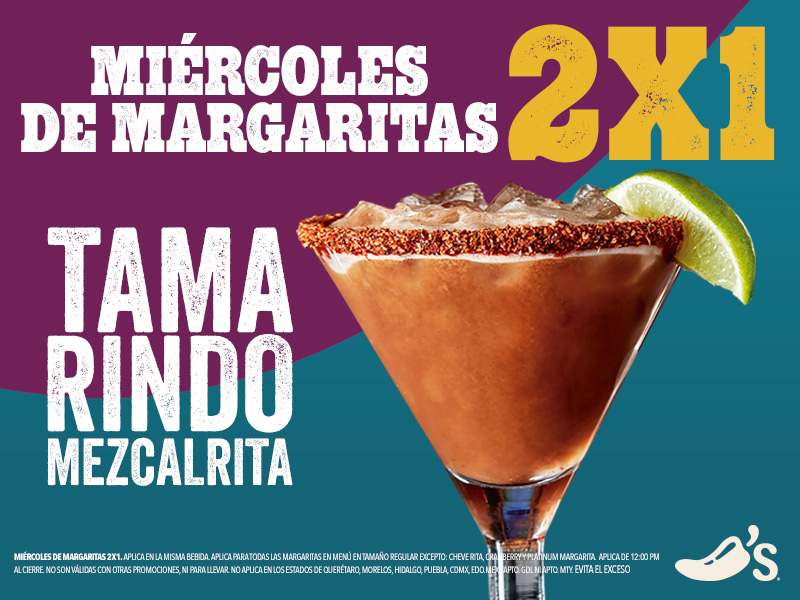 MIÉRCOLES
DE MARGARITAS
2X1
TAMA
RINDO
MEZCALRITA
MIÉRCOLES DE MARGARITAS 2X1. APLICA EN LA MISMA BEBIDA. APLICA PARA TODAS LAS MARGARITAS EN MENÚ EN TAMAÑO REGULAR EXCEPTO: CHEVE RITA, CRANBERRY Y PLATINUM MARGARITA. APLICA DE 12:00 PM
AL CIERRE. NO SON VÁLIDAS CON OTRAS PROMOCIONES, NI PARA LLEVAR. NO APLICA EN LOS ESTADOS DE QUERÉTARO, MORELOS, HIDALGO, PUEBLA, CDMX, EDO. MEX. APTO. GDL NI APTO. MTY. EVITA EL EXCESO
'S